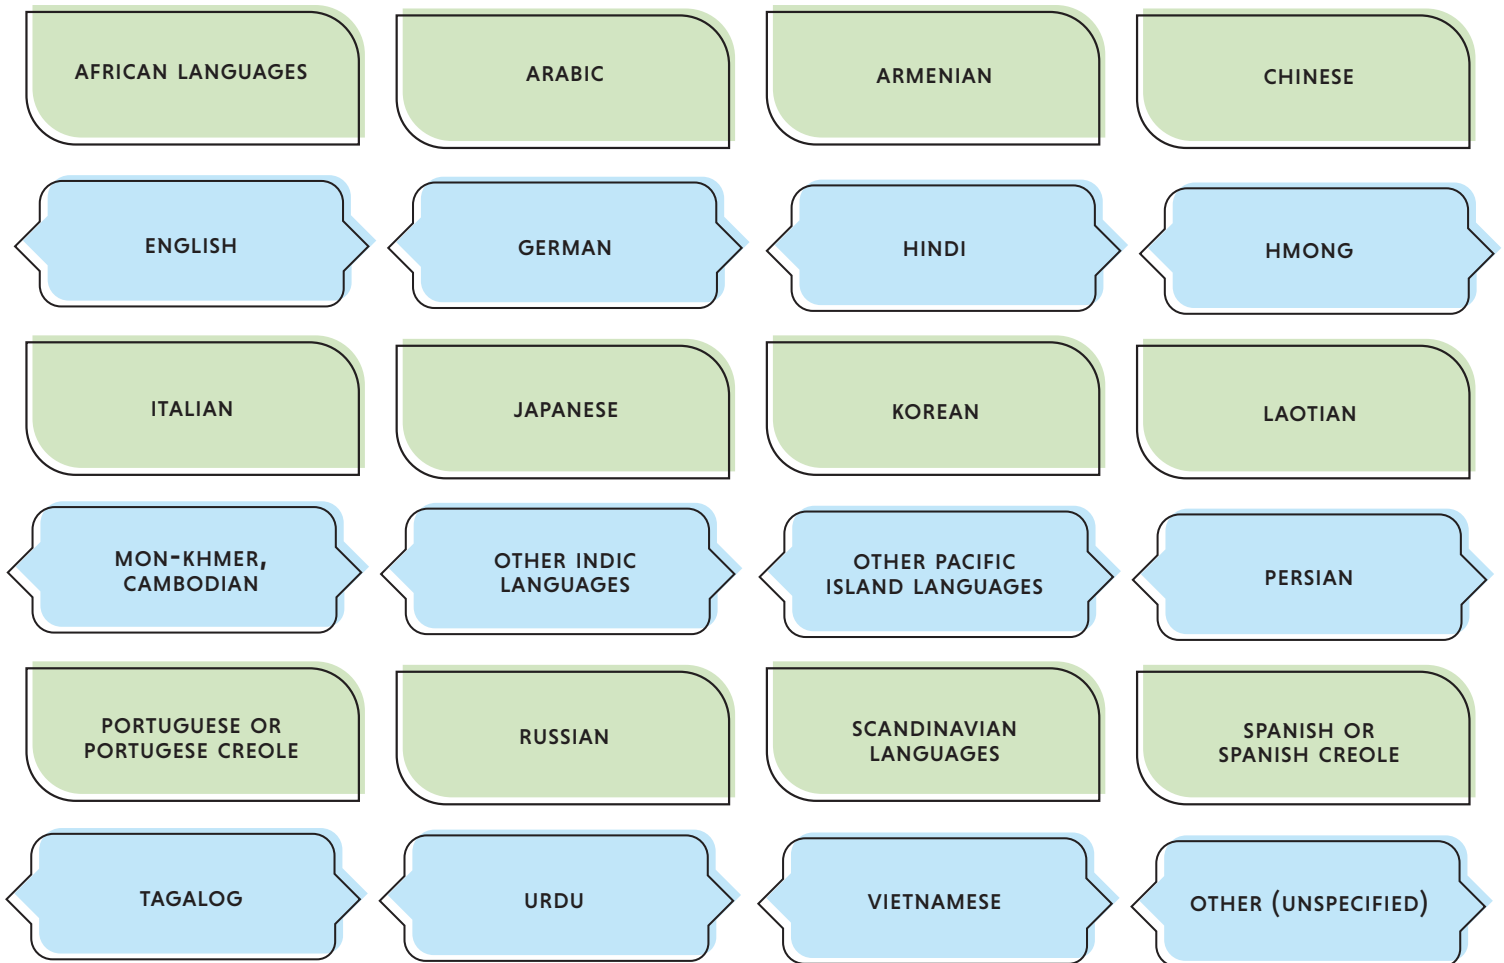 AFRICAN LANGUAGES
ARABIC
ARMENIAN
CHINESE
ENGLISH
GERMAN
HINDI
HMONG
ITALIAN
JAPANESE
KOREAN
LAOTIAN
MON-KHMER,
CAMBODIAN
OTHER INDIC
LANGUAGES
OTHER PACIFIC
ISLAND LANGUAGES
PERSIAN
PORTUGUESE OR
PORTUGESE CREOLE
RUSSIAN
SCANDINAVIAN
LANGUAGES
SPANISH OR
SPANISH CREOLE
TAGALOG
URDU
VIETNAMESE
OTHER (UNSPECIFIED)